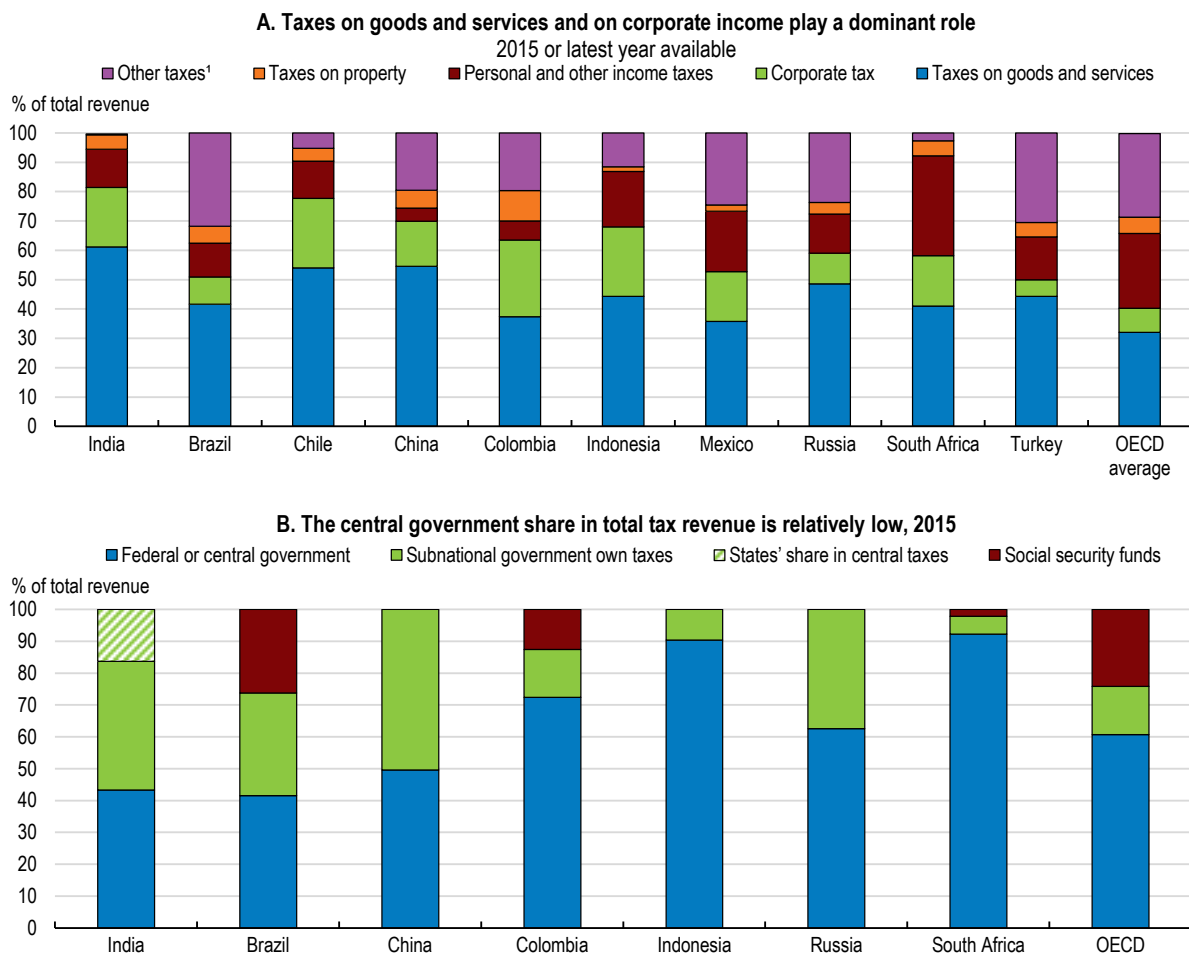 A. Taxes on goods and services and on corporate income play a dominant role
2015 or latest year available
Other taxes¹ Taxes on property Personal and other income taxes Corporate tax Taxes on goods and services
% of total revenue
100
90
80
70
60
50
40
30
20
10
0
India Brazil Chile China Colombia Indonesia Mexico Russia South Africa Turkey OECD
average
B. The central government share in total tax revenue is relatively low, 2015
Federal or central government Subnational government own taxes States' share in central taxes Social security funds
% of total revenue
100
90
80
70
60
50
40
30
20
10
0
India Brazil China Colombia Indonesia Russia South Africa OECD